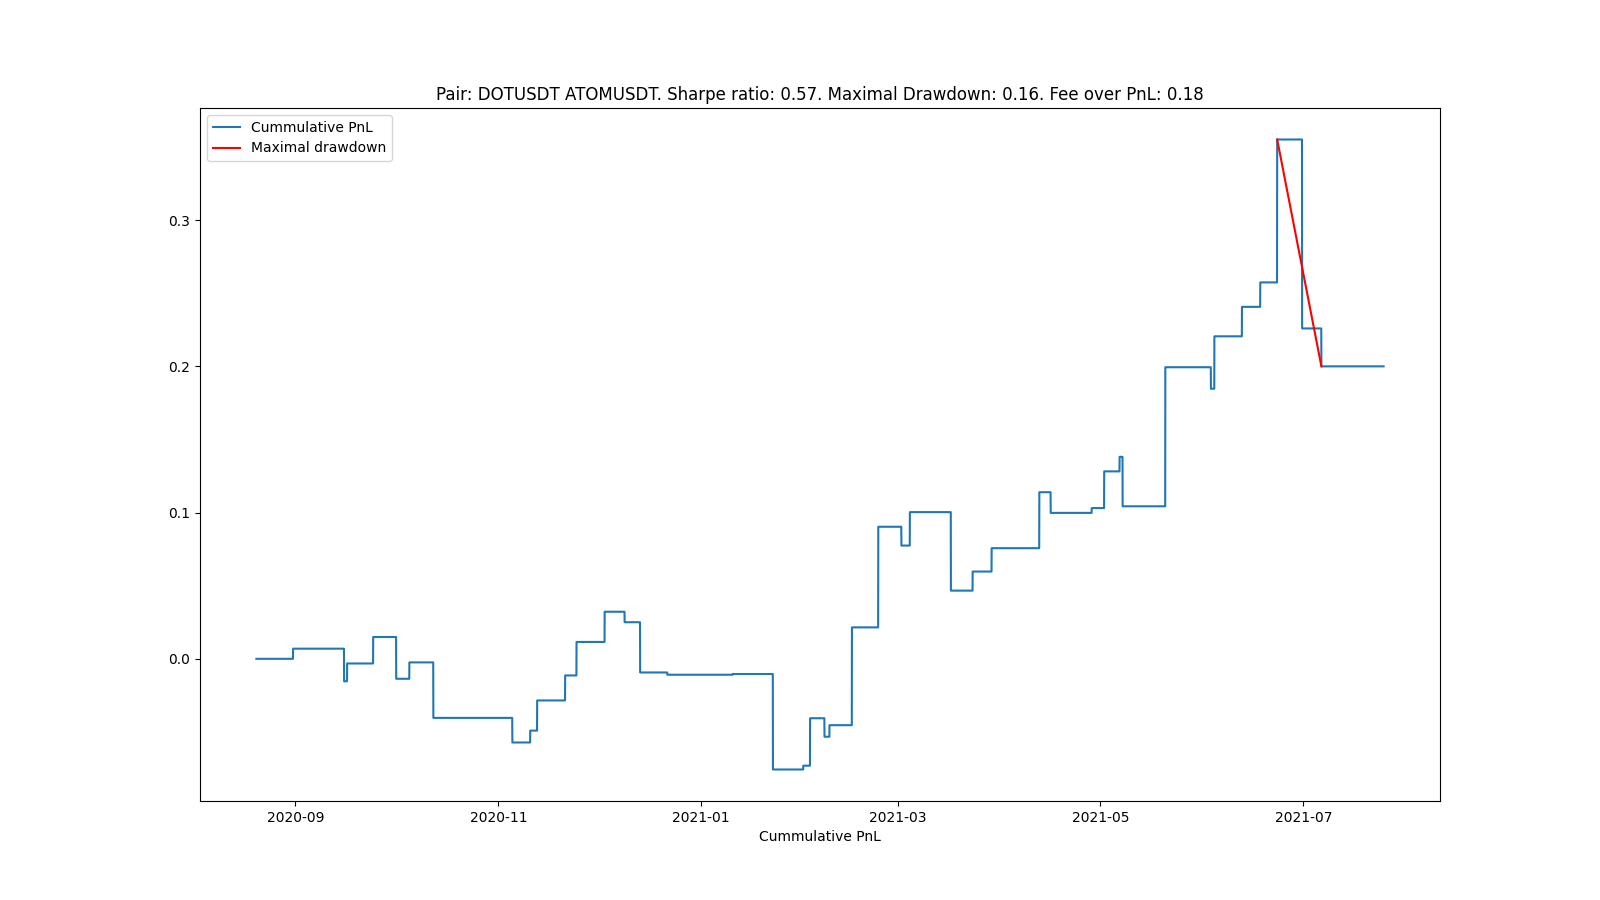 Pair: DOTUSDT ATOMUSDT. Sharpe ratio: 0.57. Maximal Drawdown: 0.16. Fee over PnL: 0.18
Cummulative PnL
Maximal drawdown
0.3
0.2
0.1
0.0
2020-09 2020-11 2021-01 2021-03 2021-05 2021-07
Cummulative PnL